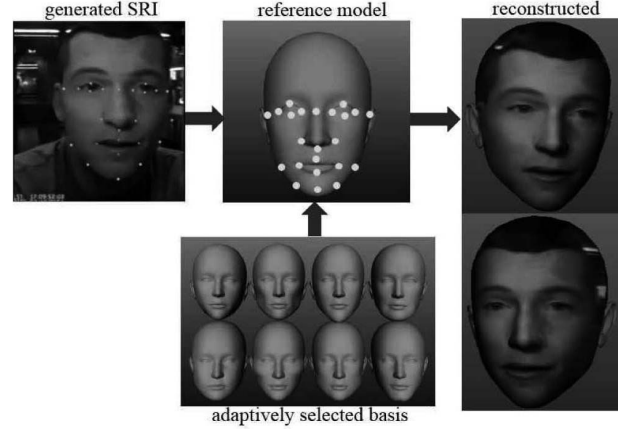 generated SRI
reference model
reconstructed
adaptively selected basis